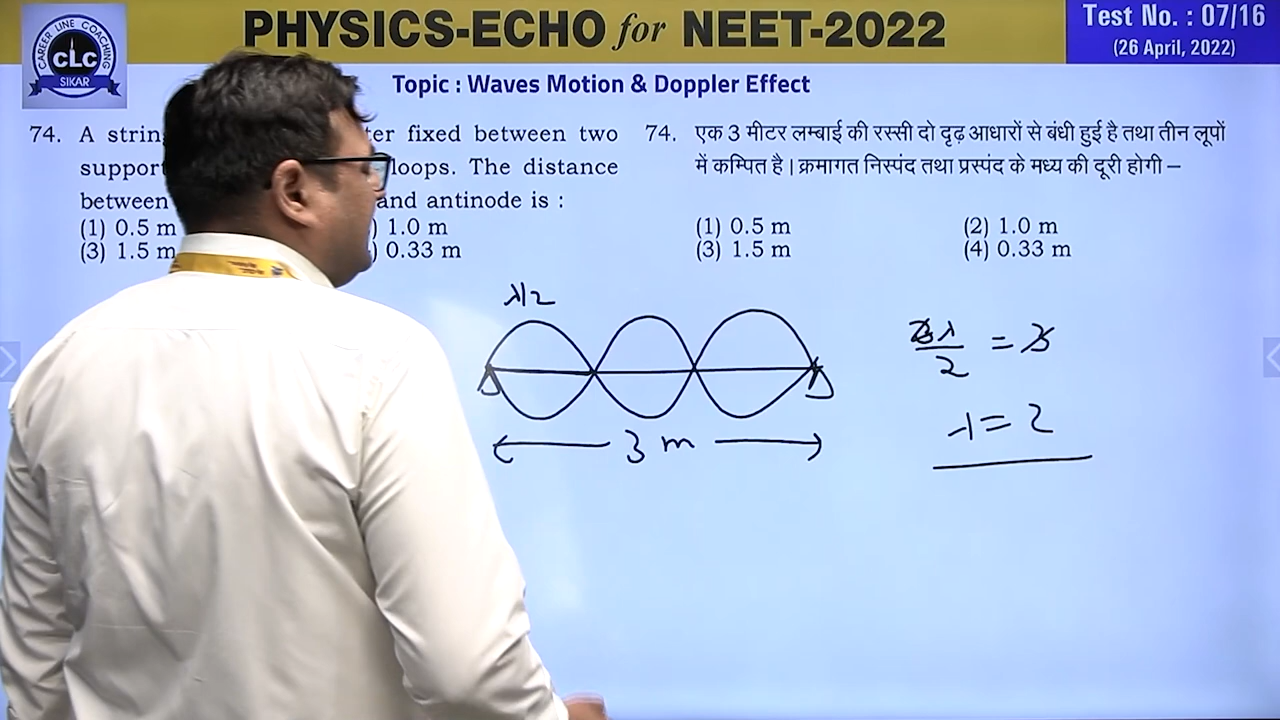 PHYSICS-ECHO for NEET-2022
Test No. : 07/16
(26 April, 2022)
CAREER LINE COACHING
CLC
SIKAR
Topic : Waves Motion & Doppler Effect
74. A fixed between two
support loops. The distance
between and antinode is :
(1) 0.5 m 1.0 m
(3) 1.5 m 0.33 m
74. एक 3 मीटर लम्बाई की रस्सी दो दृढ़ आधारों से बंधी हुई है तथा तीन लूपों
में कम्पित है। क्रमागत निस्पंद तथा प्रस्पंद के मध्य की दूरी होगी –
(1) 0.5 m (2) 1.0 m
(3) 1.5 m (4) 0.33 m
λ/2
3 m
3λ/2 = 3
λ = 2